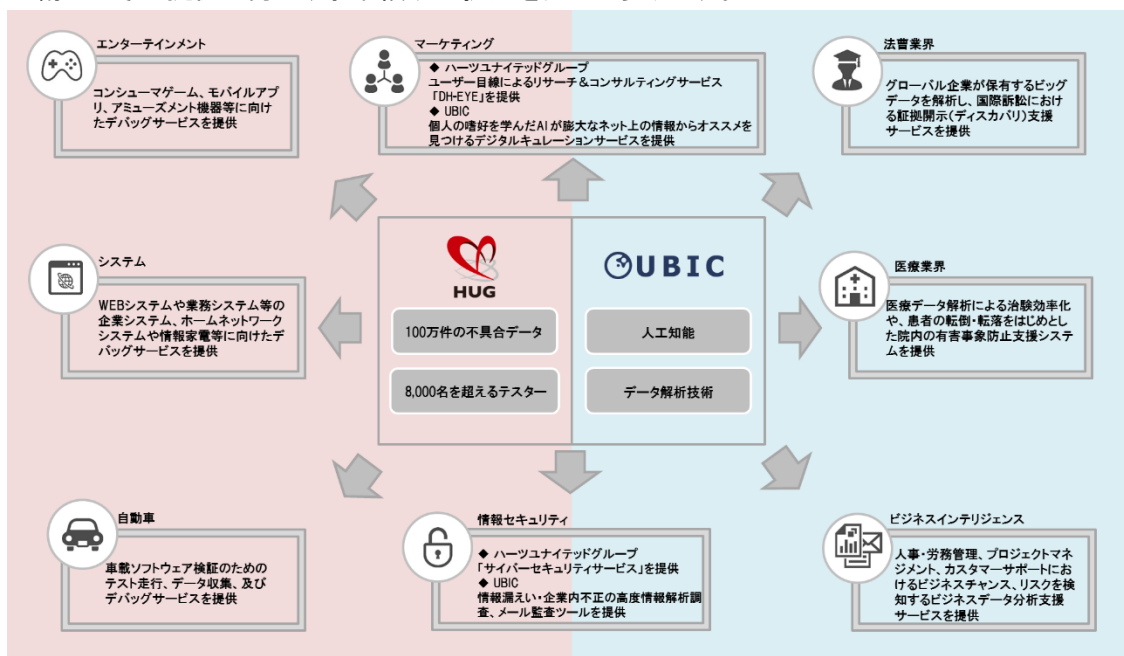 エンターテインメント
コンシューマゲーム、モバイルアプ
リ、アミューズメント機器等に向け
たデバッグサービスを提供
マーケティング
◆ ハーツユナイテッドグループ
ユーザー目線によるリサーチ&コンサルティングサービス
「DH-EYE」を提供
◆ UBIC
個人の嗜好を学んだAIが膨大なネット上の情報からオススメを
見つけるデジタルキュレーションサービスを提供
法曹業界
グローバル企業が保有するビッグ
データを解析し、国際訴訟におけ
る証拠開示(ディスカバリ)支援
サービスを提供
システム
WEBシステムや業務システム等の
企業システム、ホームネットワーク
システムや情報家電等に向けたデ
バッグサービスを提供
HUG
100万件の不具合データ
8,000名を超えるテスター
UBIC
人工知能
データ解析技術
医療業界
医療データ解析による治験効率化
や、患者の転倒・転落をはじめとし
た院内の有害事象防止支援システ
ムを提供
自動車
車載ソフトウェア検証のための
テスト走行、データ収集、及び
デバッグサービスを提供
情報セキュリティ
◆ ハーツユナイテッドグループ
「サイバーセキュリティサービス」を提供
◆ UBIC
情報漏えい・企業内不正の高度情報解析調
査、メール監査ツールを提供
ビジネスインテリジェンス
人事・労務管理、プロジェクトマネ
ジメント、カスタマーサポートにお
けるビジネスチャンス、リスクを検
知するビジネスデータ分析支援
サービスを提供